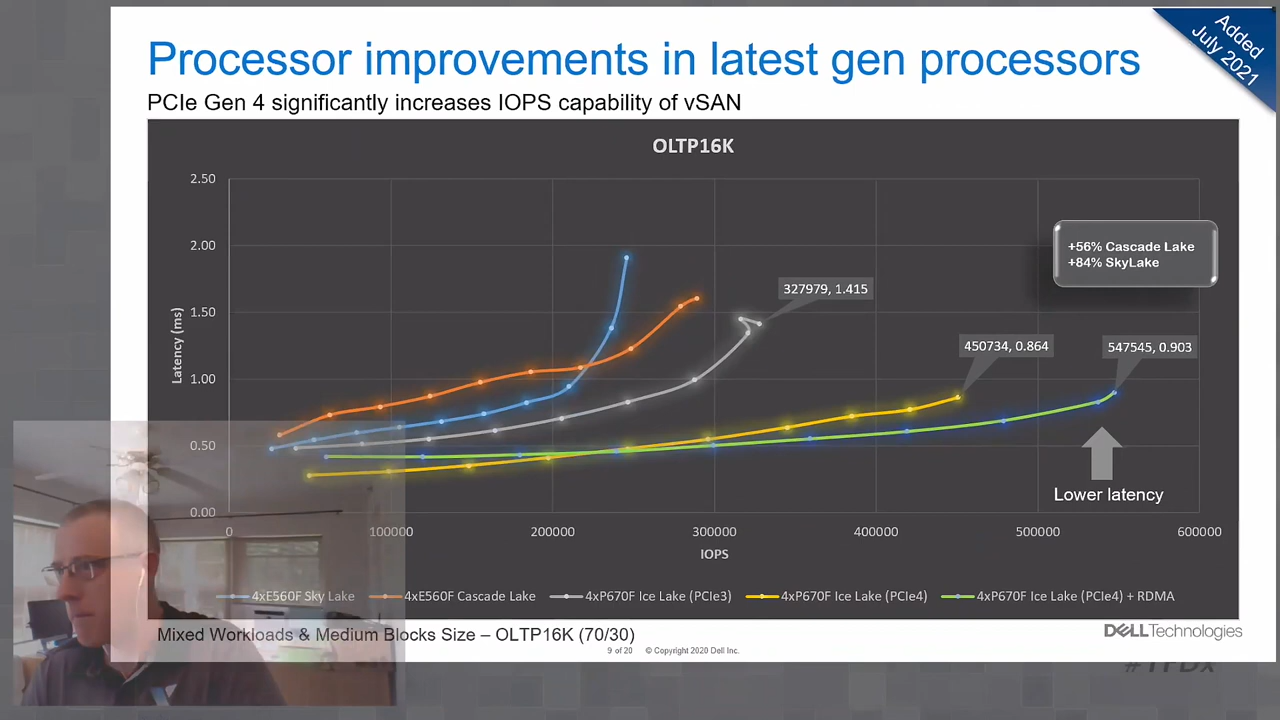 Added
July 2021
Processor improvements in latest gen processors
PCIe Gen 4 significantly increases IOPS capability of vSAN
OLTP16K
2.50
2.00
1.50
1.00
0.50
0.00
Latency (ms)
+56% Cascade Lake
+84% SkyLake
327979, 1.415
450734, 0.864
547545, 0.903
Lower latency
0 100000 200000 300000 400000 500000 600000
IOPS
4xE560F Sky Lake 4xE560F Cascade Lake 4xP670F Ice Lake (PCIe3) 4xP670F Ice Lake (PCIe4) 4xP670F Ice Lake (PCIe4) + RDMA
Mixed Workloads & Medium Blocks Size – OLTP16K (70/30)
DELLTechnologies
9 of 20 © Copyright 2020 Dell Inc.
#TFDx